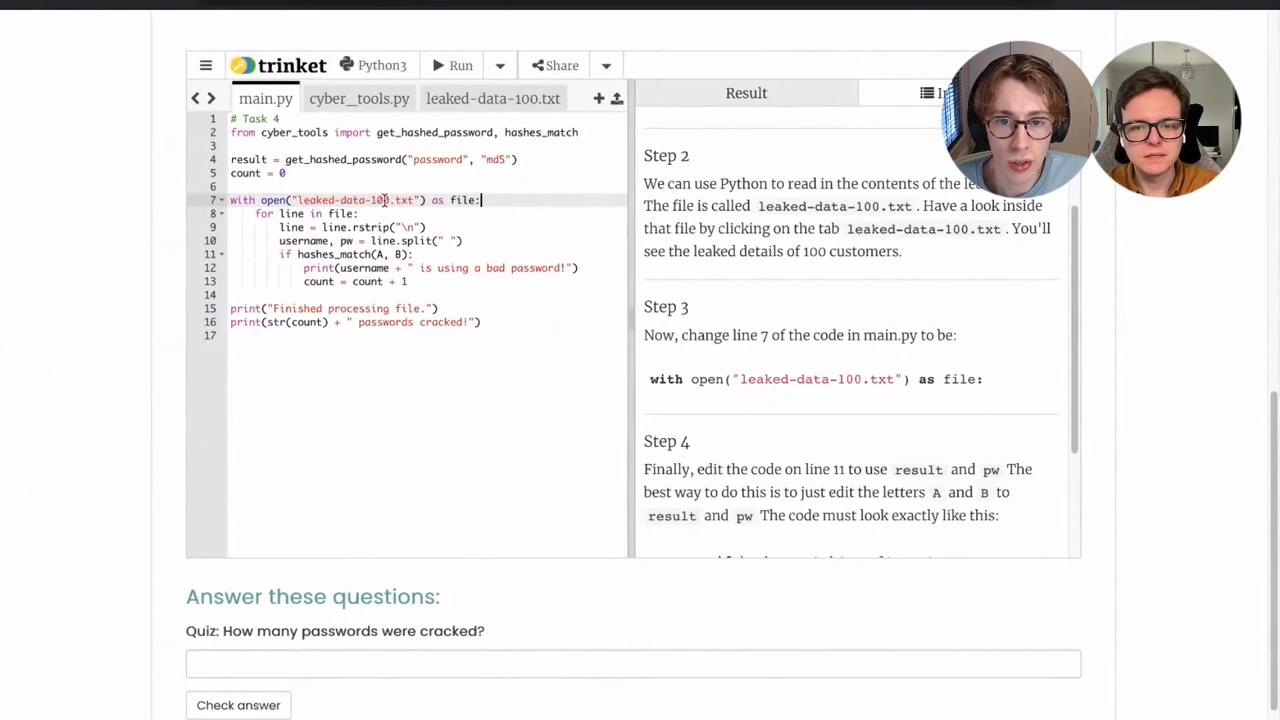 trinket
Python3
Run
Share
Result
main.py
cyber_tools.py
leaked-data-100.txt
1 # Task 4
2 from cyber_tools import get_hashed_password, hashes_match
3
4 result = get_hashed_password("password", "md5")
5 count = 0
6
7 with open("leaked-data-100.txt") as file:
8 for line in file:
9 line = line.rstrip("\n")
10 username, pw = line.split(" ")
11 if hashes_match(A, B):
12 print(username + " is using a bad password!")
13 count = count + 1
14
15 print("Finished processing file.")
16 print(str(count) + " passwords cracked!")
17
Step 2
We can use Python to read in the contents of the
The file is called leaked-data-100.txt. Have a look inside
that file by clicking on the tab leaked-data-100.txt. You'll
see the leaked details of 100 customers.
Step 3
Now, change line 7 of the code in main.py to be:
with open("leaked-data-100.txt") as file:
Step 4
Finally, edit the code on line 11 to use result and pw The
best way to do this is to just edit the letters A and B to
result and pw The code must look exactly like this:
Answer these questions:
Quiz: How many passwords were cracked?
Check answer